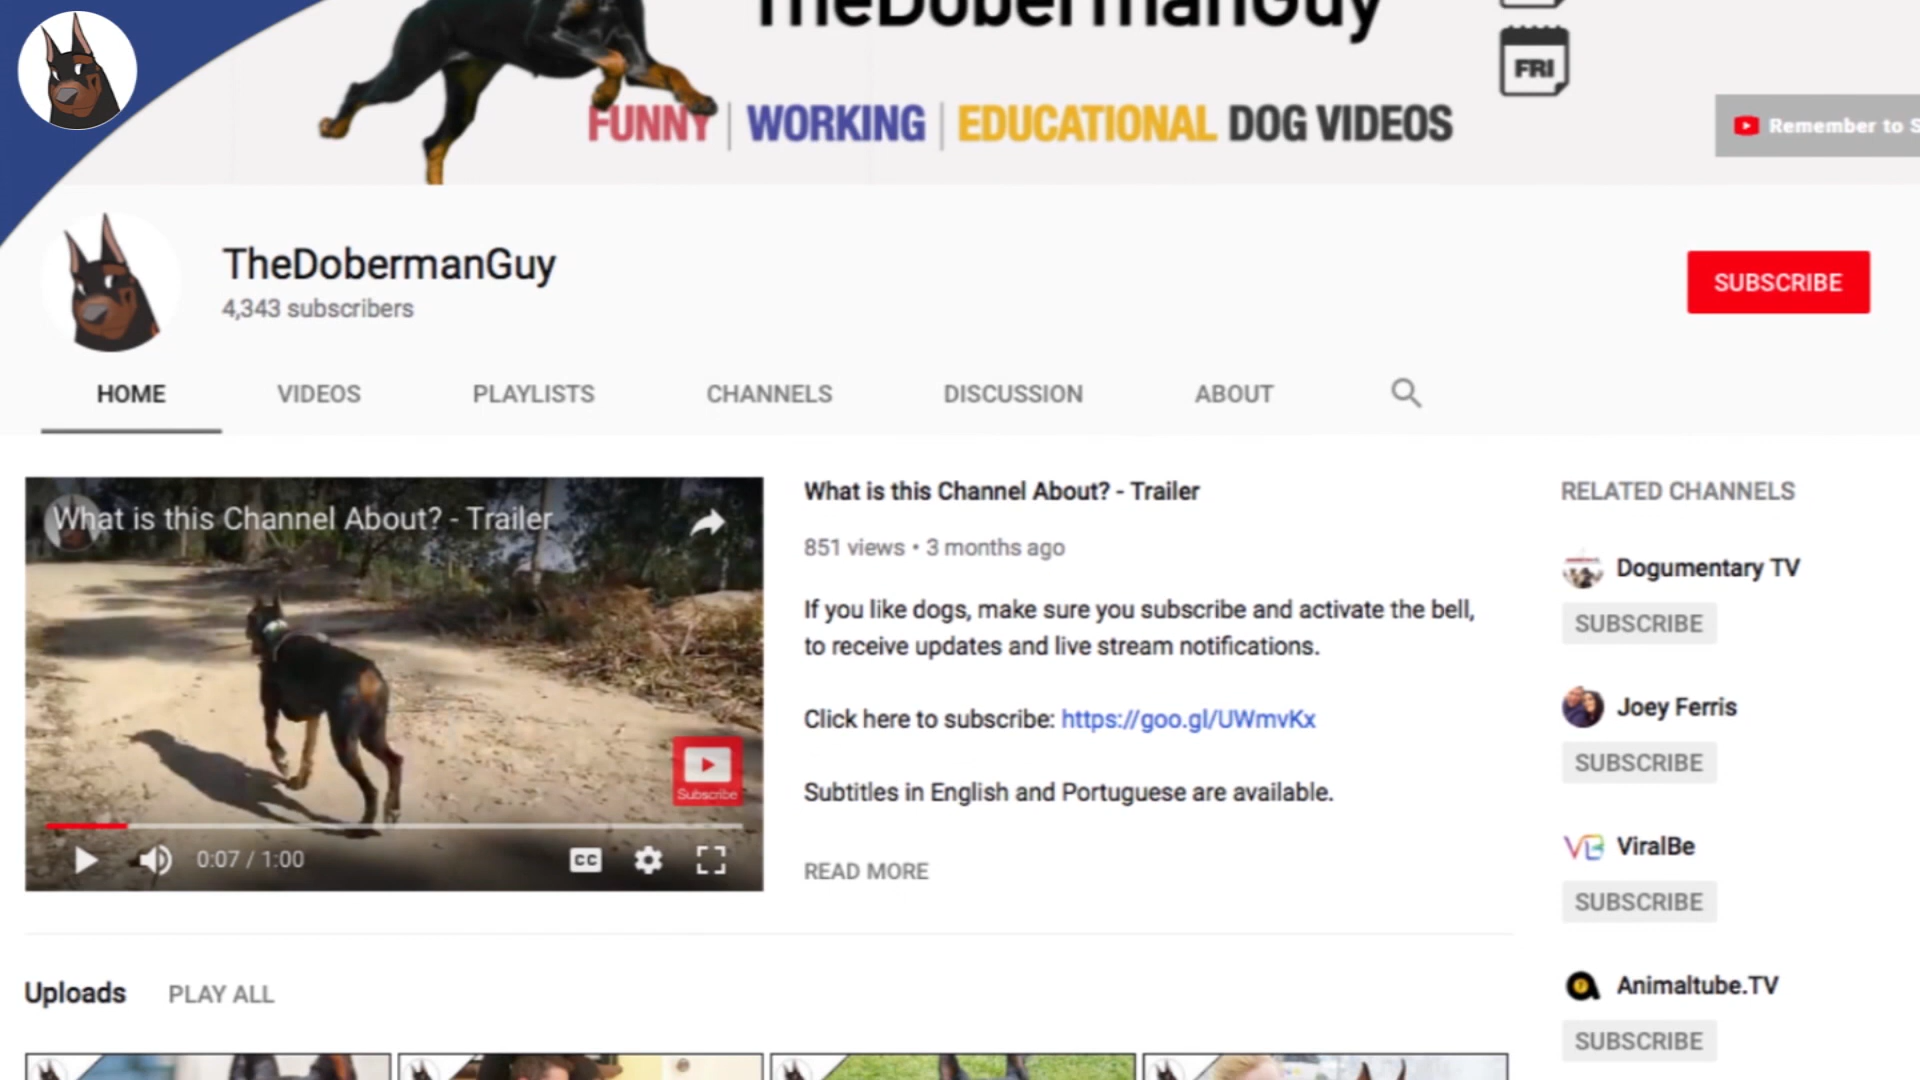 TheDobermanGuy
FRI
FUNNY | WORKING | EDUCATIONAL DOG VIDEOS
Remember to S
TheDobermanGuy
4,343 subscribers
SUBSCRIBE
HOME
VIDEOS
PLAYLISTS
CHANNELS
DISCUSSION
ABOUT
What is this Channel About? - Trailer
Subscribe
0:07 / 1:00
CC
What is this Channel About? - Trailer
851 views • 3 months ago
If you like dogs, make sure you subscribe and activate the bell,
to receive updates and live stream notifications.
Click here to subscribe: https://goo.gl/UWmvKx
Subtitles in English and Portuguese are available.
READ MORE
RELATED CHANNELS
Dogumentary TV
SUBSCRIBE
Joey Ferris
SUBSCRIBE
VB
ViralBe
SUBSCRIBE
Animaltube.TV
SUBSCRIBE
Uploads
PLAY ALL